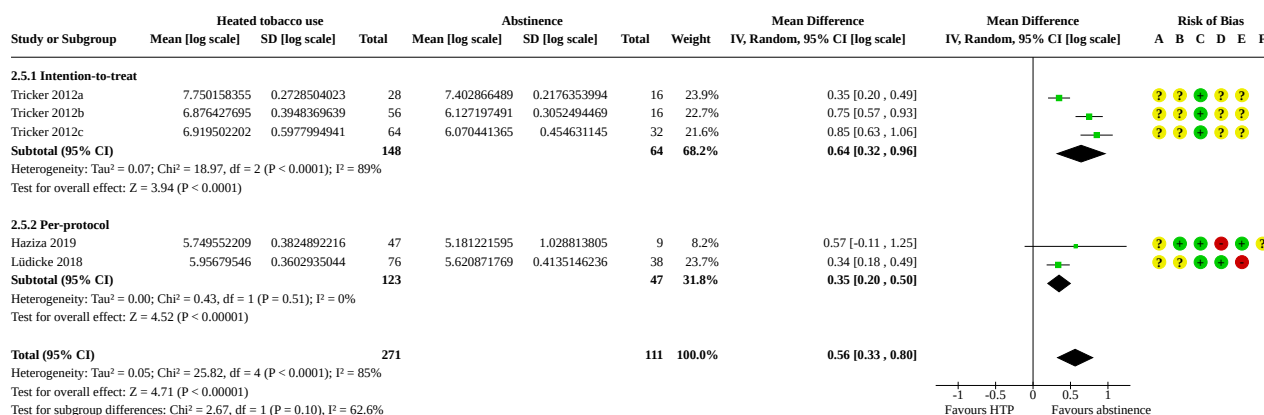 Heated tobacco use Abstinence Mean Difference Mean Difference Risk of Bias
Study or Subgroup Mean [log scale] SD [log scale] Total Mean [log scale] SD [log scale] Total Weight IV, Random, 95% CI [log scale] IV, Random, 95% CI [log scale] A B C D E F
2.5.1 Intention-to-treat
Tricker 2012a 7.750158355 0.2728504023 28 7.402866489 0.2176353994 16 23.9% 0.35 [0.20 , 0.49] ? ? + ? ?
Tricker 2012b 6.876427695 0.3948369639 56 6.127197491 0.3052494469 16 22.7% 0.75 [0.57 , 0.93] ? ? + ? ?
Tricker 2012c 6.919502202 0.5977994941 64 6.070441365 0.454631145 32 21.6% 0.85 [0.63 , 1.06] ? ? + ? ?
Subtotal (95% CI) 148 64 68.2% 0.64 [0.32 , 0.96]
Heterogeneity: Tau² = 0.07; Chi² = 18.97, df = 2 (P < 0.0001); I² = 89%
Test for overall effect: Z = 3.94 (P < 0.0001)
2.5.2 Per-protocol
Haziza 2019 5.749552209 0.3824892216 47 5.181221595 1.028813805 9 8.2% 0.57 [-0.11 , 1.25] ? + + - + ?
Lüdicke 2018 5.95679546 0.3602935044 76 5.620871769 0.4135146236 38 23.7% 0.34 [0.18 , 0.49] ? ? + + -
Subtotal (95% CI) 123 47 31.8% 0.35 [0.20 , 0.50]
Heterogeneity: Tau² = 0.00; Chi² = 0.43, df = 1 (P = 0.51); I² = 0%
Test for overall effect: Z = 4.52 (P < 0.00001)
Total (95% CI) 271 111 100.0% 0.56 [0.33 , 0.80]
Heterogeneity: Tau² = 0.05; Chi² = 25.82, df = 4 (P < 0.0001); I² = 85%
Test for overall effect: Z = 4.71 (P < 0.00001) -1 -0.5 0 0.5 1
Test for subgroup differences: Chi² = 2.67, df = 1 (P = 0.10), I² = 62.6% Favours HTP Favours abstinence